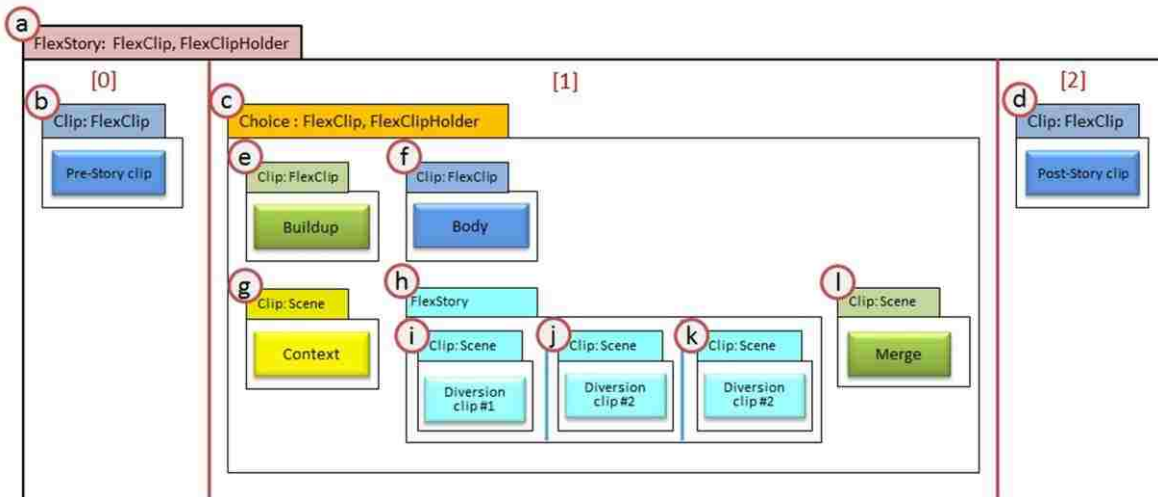 a
FlexStory: FlexClip, FlexClipHolder
[0]
[1]
[2]
b
Clip: FlexClip
Pre-Story clip
c
Choice : FlexClip, FlexClipHolder
d
Clip: FlexClip
Post-Story clip
e
Clip: FlexClip
Buildup
f
Clip: FlexClip
Body
g
Clip: Scene
Context
h
FlexStory
i
Clip: Scene
Diversion
clip #1
j
Clip: Scene
Diversion
clip #2
k
Clip: Scene
Diversion
clip #2
l
Clip: Scene
Merge